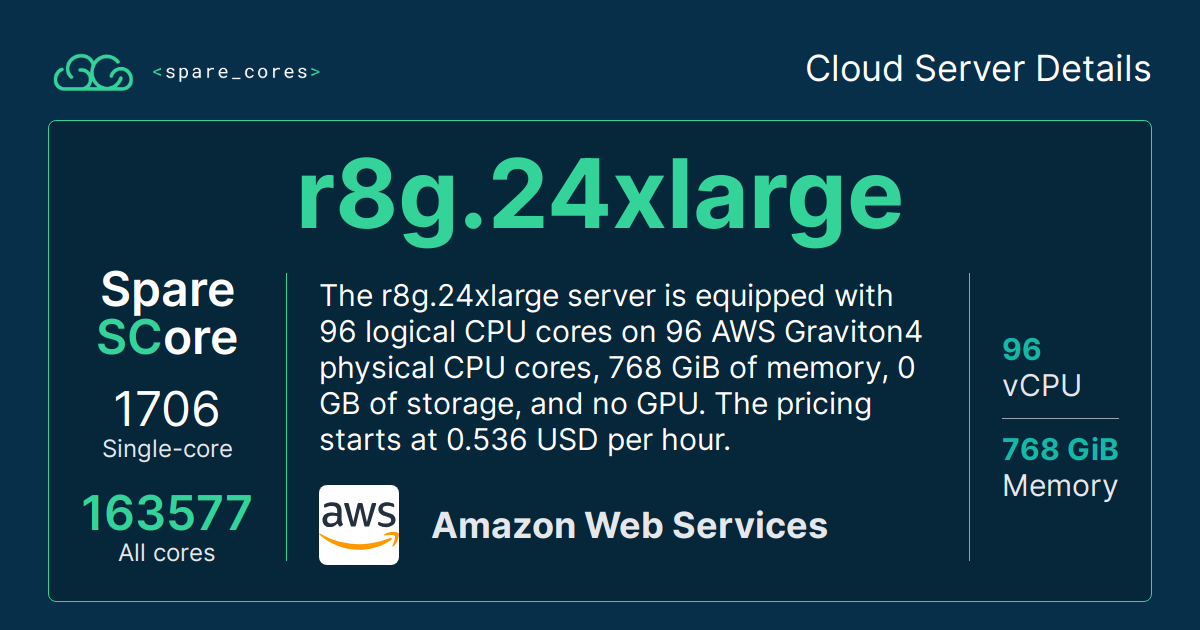 <spare_cores>
Cloud Server Details
r8g.24xlarge
Spare
SCore
1706
Single-core
163577
All cores
The r8g.24xlarge server is equipped with
96 logical CPU cores on 96 AWS Graviton4
physical CPU cores, 768 GiB of memory, 0
GB of storage, and no GPU. The pricing
starts at 0.536 USD per hour.
aws
Amazon Web Services
96
vCPU
768 GiB
Memory